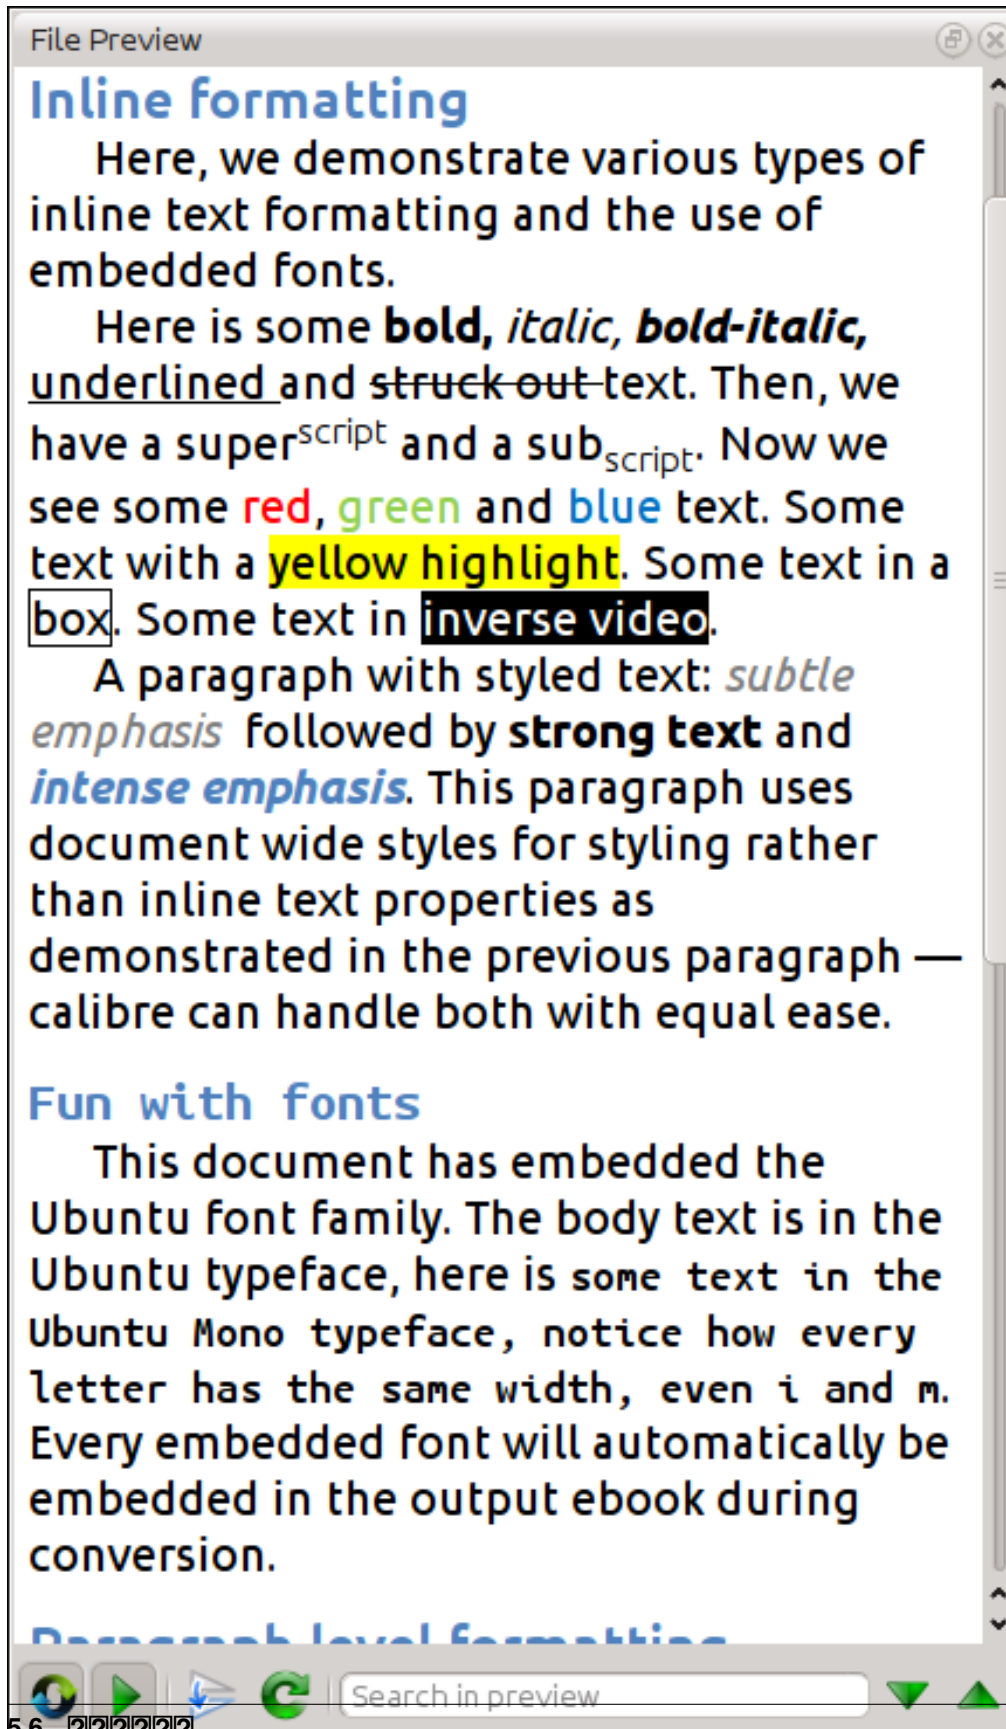 File Preview
Inline formatting
Here, we demonstrate various types of
inline text formatting and the use of
embedded fonts.
Here is some bold, italic, bold-italic,
underlined and struck out text. Then, we
have a superscript and a subscript. Now we
see some red, green and blue text. Some
text with a yellow highlight. Some text in a
box. Some text in inverse video.
A paragraph with styled text: subtle
emphasis followed by strong text and
intense emphasis. This paragraph uses
document wide styles for styling rather
than inline text properties as
demonstrated in the previous paragraph —
calibre can handle both with equal ease.
Fun with fonts
This document has embedded the
Ubuntu font family. The body text is in the
Ubuntu typeface, here is some text in the
Ubuntu Mono typeface, notice how every
letter has the same width, even i and m.
Every embedded font will automatically be
embedded in the output ebook during
conversion.
Paragraph level formatting
Search in preview
5.6.